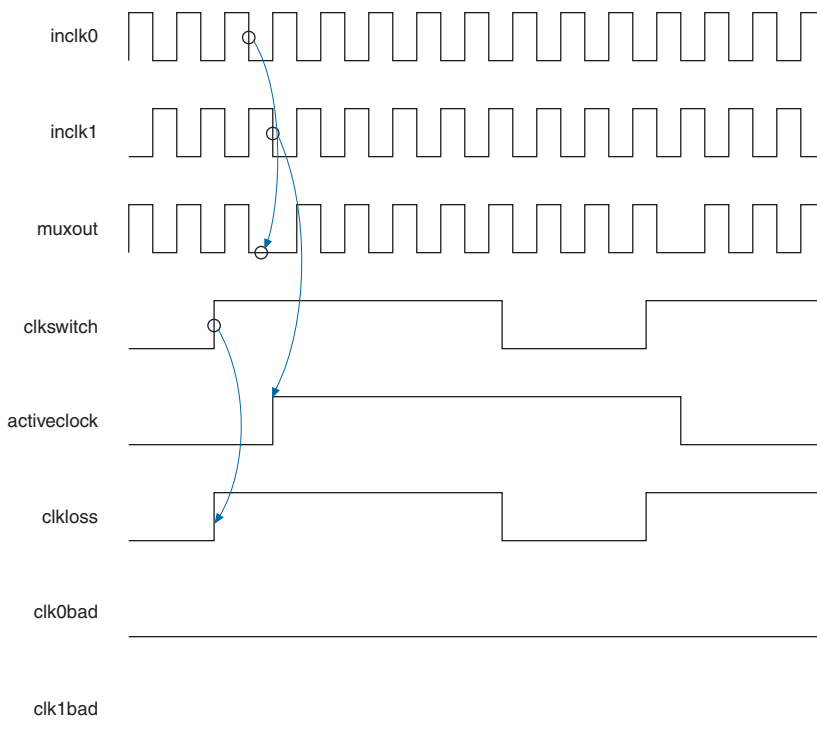 inclk0
inclk1
muxout
clkswitch
activeclock
clkloss
clk0bad
clk1bad